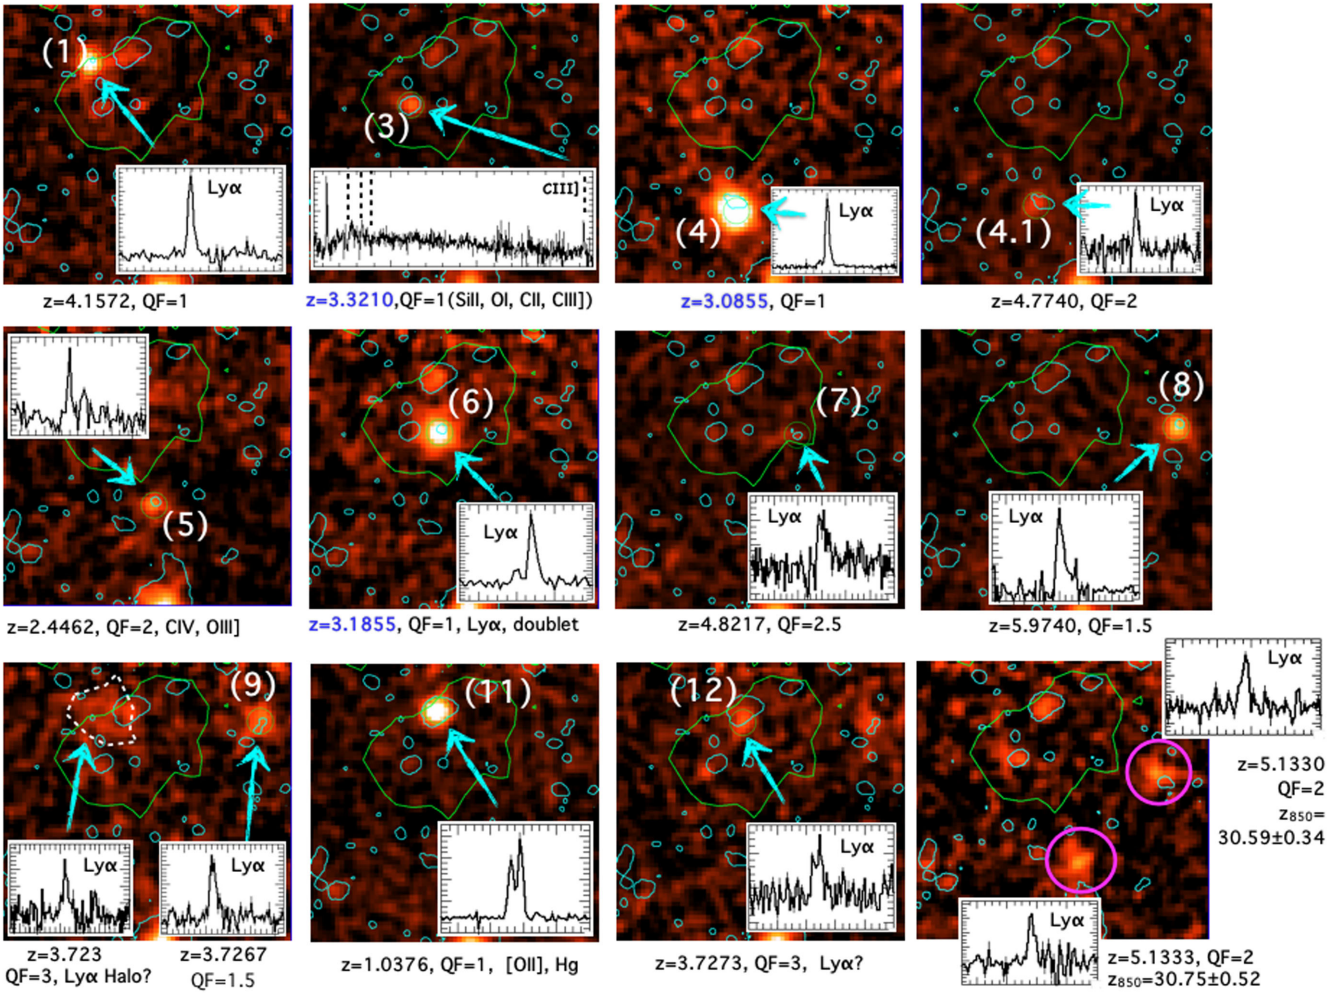 (1)
Lyα
z=4.1572, QF=1
(3)
CIII]
z=3.3210,QF=1(SiII, OI, CII, CIII])
(4)
Lyα
z=3.0855, QF=1
(4.1)
Lyα
z=4.7740, QF=2
(5)
z=2.4462, QF=2, CIV, OIII]
(6)
Lyα
z=3.1855, QF=1, Lyα, doublet
(7)
Lyα
z=4.8217, QF=2.5
(8)
Lyα
z=5.9740, QF=1.5
(9)
Lyα
Lyα
z=3.723
QF=3, Lyα Halo?
z=3.7267
QF=1.5
(11)
z=1.0376, QF=1, [OII], Hg
(12)
Lyα
z=3.7273, QF=3, Lyα?
Lyα
z=5.1330
QF=2
z850=
30.59±0.34
Lyα
z=5.1333, QF=2
z850=30.75±0.52